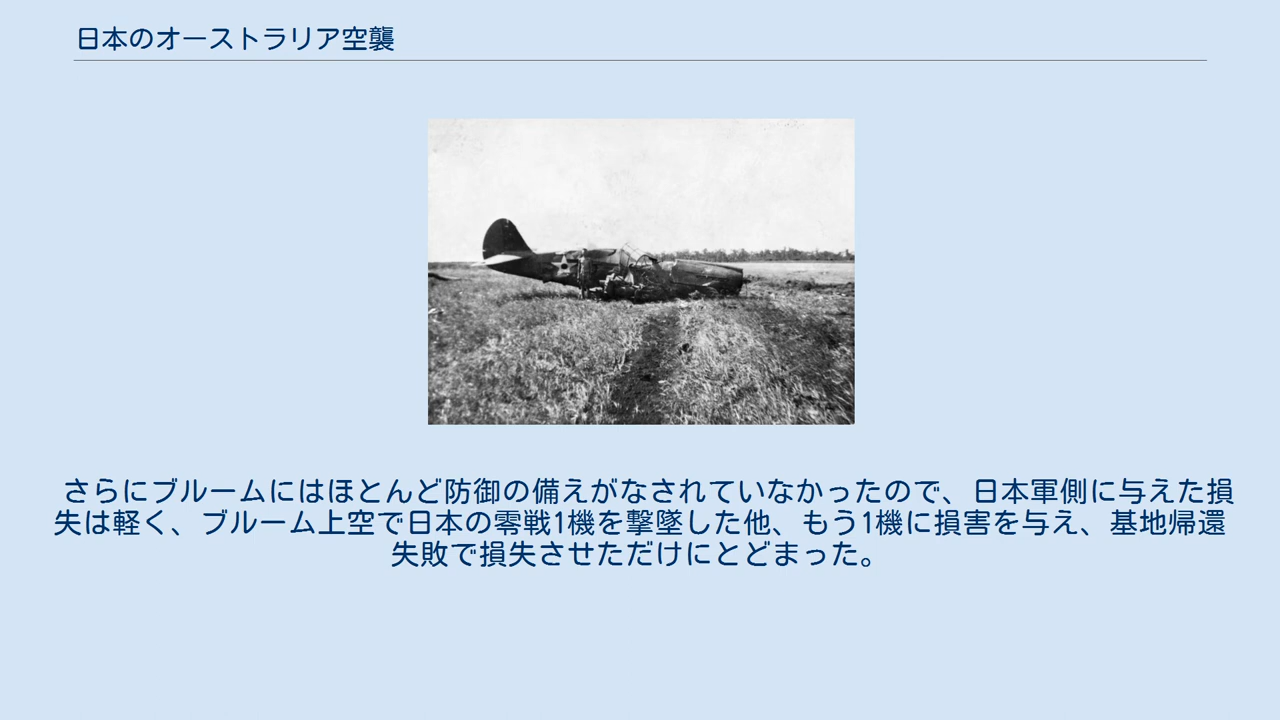 日本のオーストラリア空襲
さらにブルームにはほとんど防御の備えがなされていなかったので、日本軍側に与えた損
失は軽く、ブルーム上空で日本の零戦1機を撃墜した他、もう1機に損害を与え、基地帰還
失敗で損失させただけにとどまった。